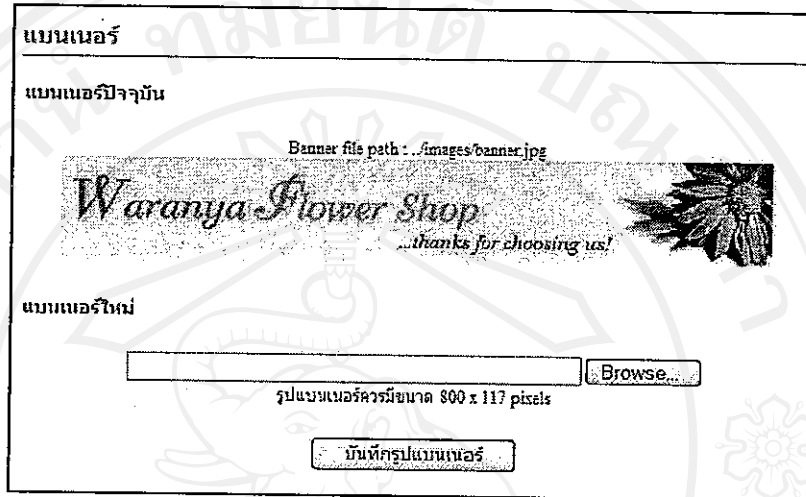 แบนเนอร์
แบนเนอร์ปัจจุบัน
Banner file path : ../images/banner.jpg
Waranya Flower Shop
...thanks for choosing us!
แบนเนอร์ใหม่
Browse...
รูปแบนเนอร์ควรมีขนาด 800 x 117 pixels
บันทึกรูปแบนเนอร์